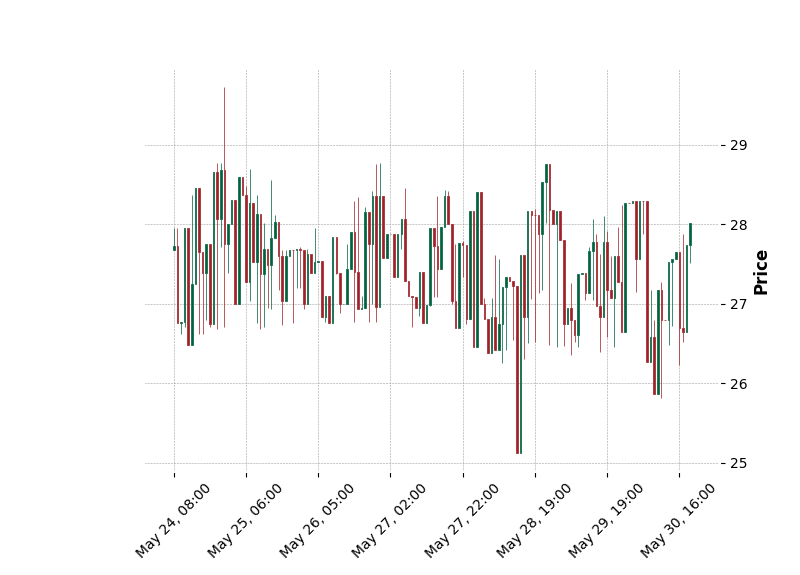 29
28
27
26
25
Price
May 24, 08:00
May 25, 06:00
May 26, 05:00
May 27, 02:00
May 27, 22:00
May 28, 19:00
May 29, 19:00
May 30, 16:00